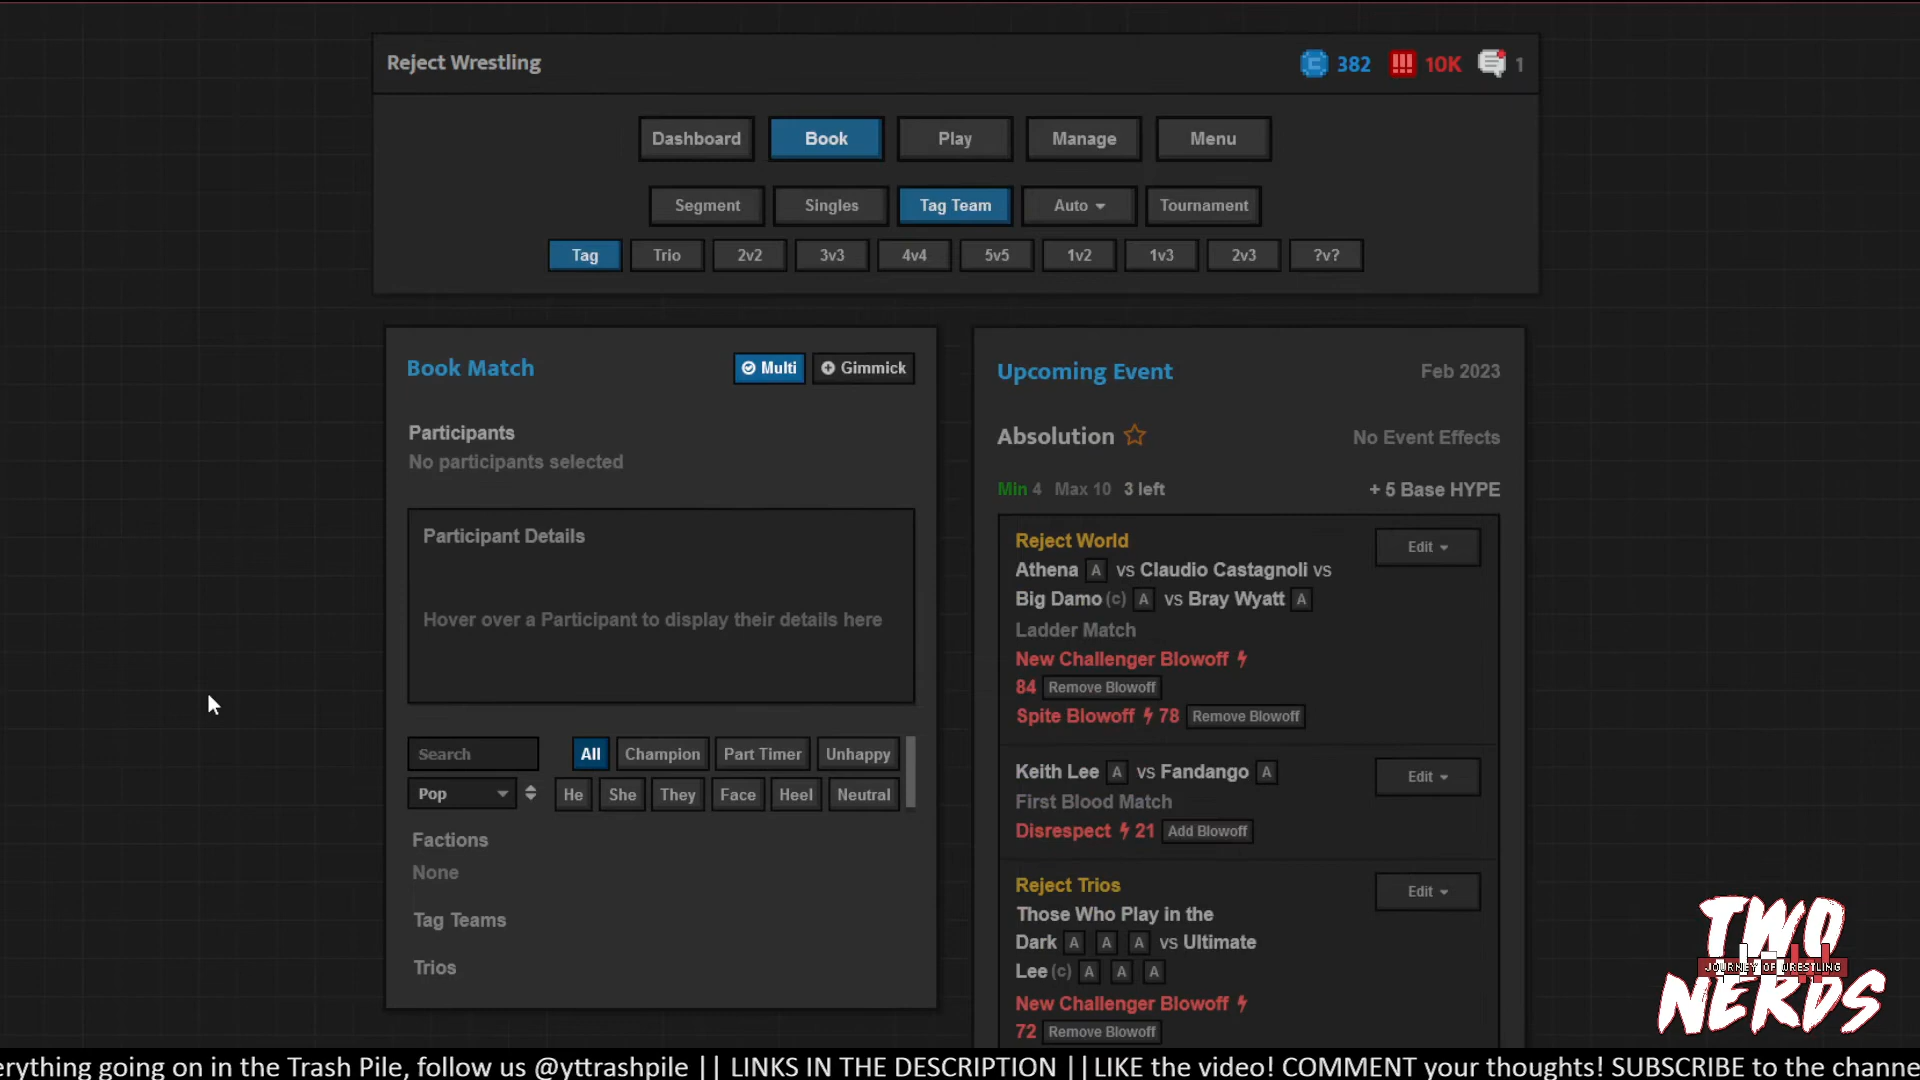 Reject Wrestling
382 10K 1
Dashboard Book Play Manage Menu
Segment Singles Tag Team Auto Tournament
Tag Trio 2v2 3v3 4v4 5v5 1v2 1v3 2v3 ?v?
Book Match Multi Gimmick
Participants
No participants selected
Participant Details
Hover over a Participant to display their details here
Search All Champion Part Timer Unhappy
Pop He She They Face Heel Neutral
Factions
None
Tag Teams
Trios
Upcoming Event Feb 2023
Absolution No Event Effects
Min 4 Max 10 3 left + 5 Base HYPE
Reject World Edit
Athena A vs Claudio Castagnoli vs
Big Damo (c) A vs Bray Wyatt A
Ladder Match
New Challenger Blowoff
84 Remove Blowoff
Spite Blowoff 78 Remove Blowoff
Keith Lee A vs Fandango A Edit
First Blood Match
Disrespect 21 Add Blowoff
Reject Trios Edit
Those Who Play in the
Dark A A A vs Ultimate
Lee (c) A A A
New Challenger Blowoff
72 Remove Blowoff
TWO
JOURNEY OF WRESTLING
NERDS
erything going on in the Trash Pile, follow us @yttrashpile || LINKS IN THE DESCRIPTION ||LIKE the video! COMMENT your thoughts! SUBSCRIBE to the channe